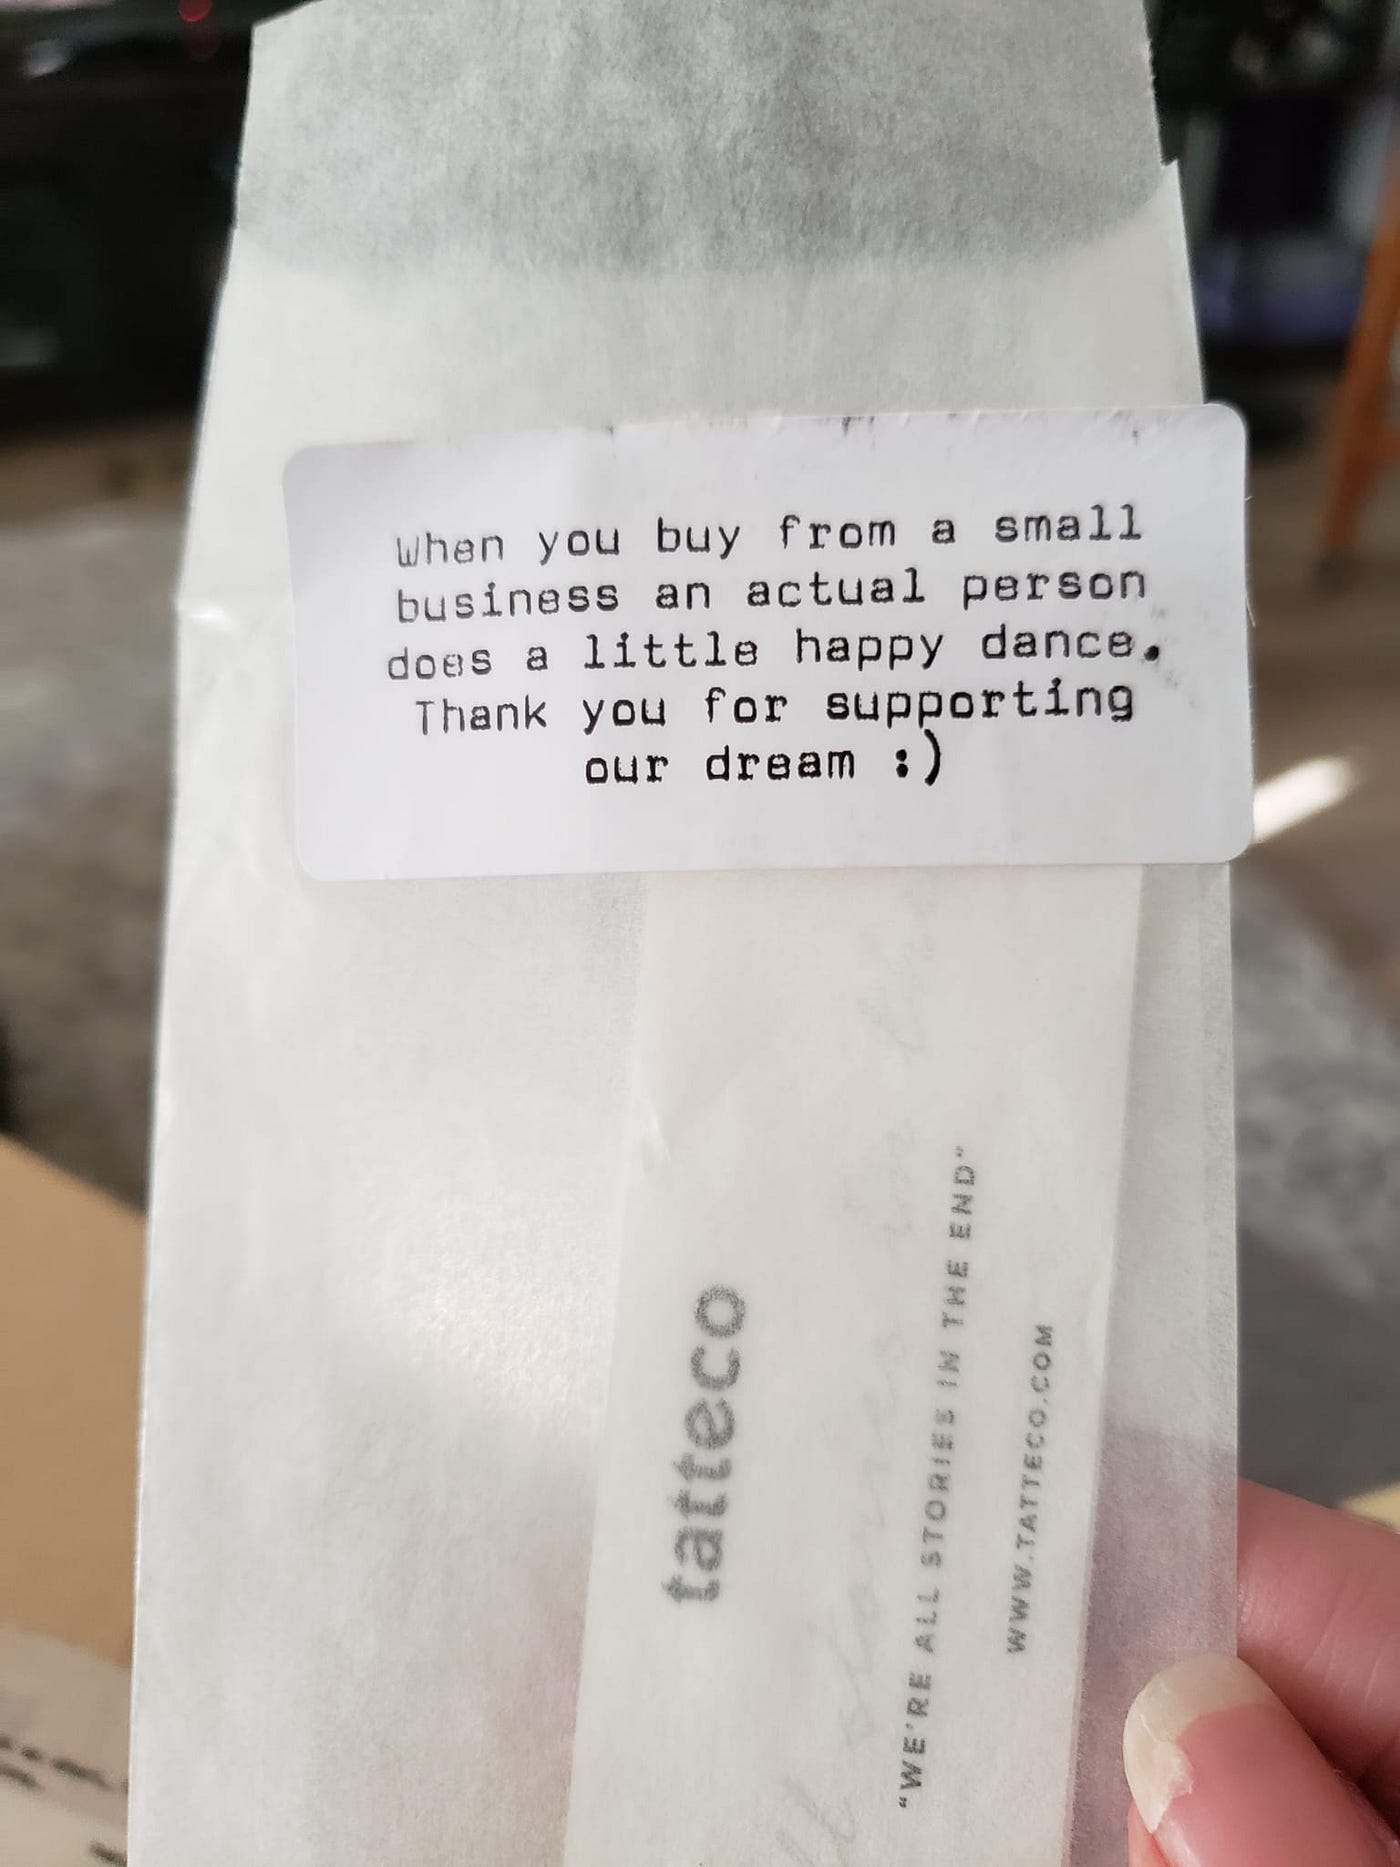 When you buy from a small
business an actual person
does a little happy dance.
Thank you for supporting
our dream :)
tatteco
"WE'RE ALL STORIES IN THE END"
WWW.TATTECO.COM